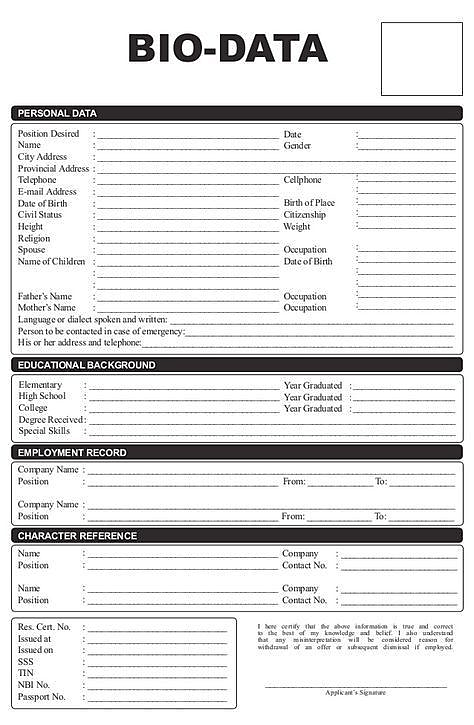 BIO-DATA
PERSONAL DATA
Position Desired : Date :
Name : Gender :
City Address :
Provincial Address :
Telephone : Cellphone :
E-mail Address : :
Date of Birth : Birth of Place :
Civil Status : Citizenship :
Height : Weight :
Religion :
Spouse : Occupation :
Name of Children : Date of Birth :
: :
: :
Father's Name : Occupation :
Mother's Name : Occupation :
Language or dialect spoken and written:
Person to be contacted in case of emergency:
His or her address and telephone:
EDUCATIONAL BACKGROUND
Elementary : Year Graduated :
High School : Year Graduated :
College : Year Graduated :
Degree Received :
Special Skills :
EMPLOYMENT RECORD
Company Name :
Position : From: To:
Company Name :
Position : From: To:
CHARACTER REFERENCE
Name : Company :
Position : Contact No. :
Name : Company :
Position : Contact No. :
Res. Cert. No. :
Issued at :
Issued on :
SSS :
TIN :
NBI No. :
Passport No. :
I here certify that the above information is true and correct
to the best of my knowledge and belief. I also understand
that any misinterpretation will be considered reason for
withdrawal of an offer or subsequent dismissal if employed.
Applicant's Signature